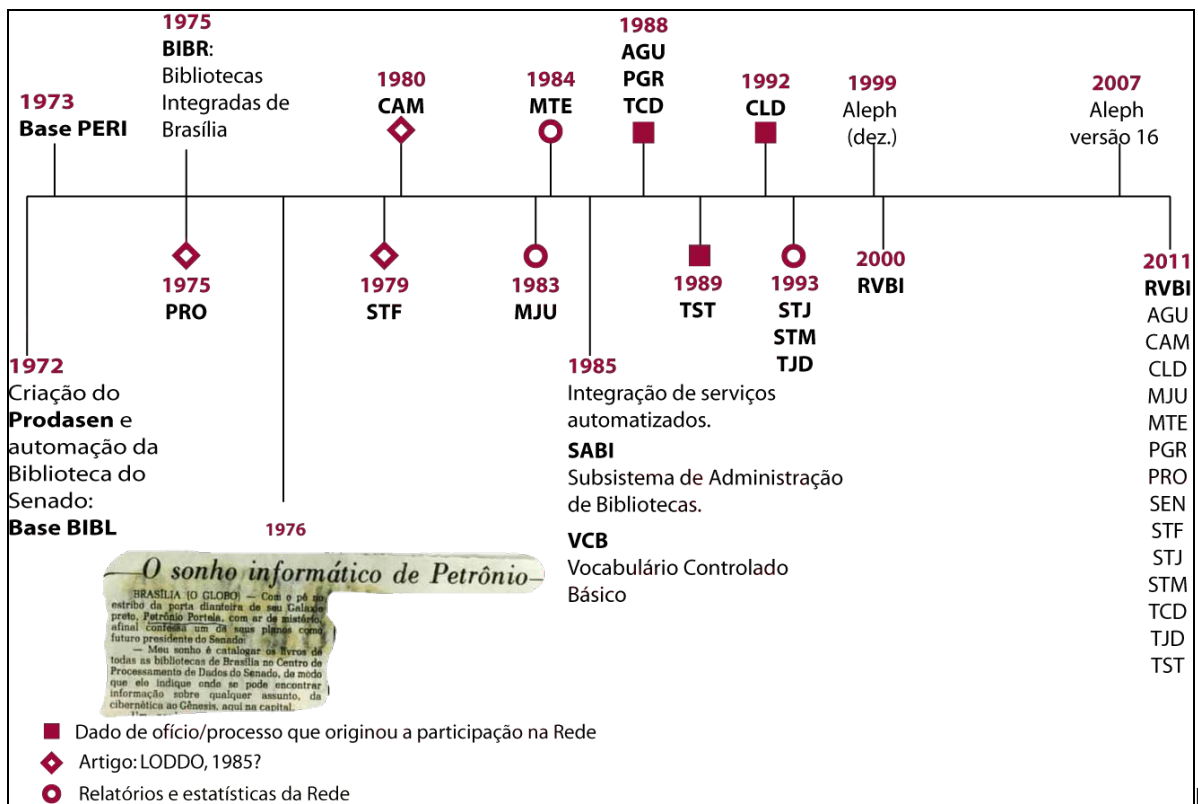 1973
Base PERI
1975
BIBR:
Bibliotecas
Integradas de
Brasília
1980
CAM
1984
MTE
1988
AGU
PGR
TCD
1992
CLD
1999
Aleph
(dez.)
2007
Aleph
versão 16
1972
Criação do
Prodasen e
automação da
Biblioteca do
Senado:
Base BIBL
1975
PRO
1976
1979
STF
1983
MJU
1985
Integração de serviços
automatizados.
SABI
Subsistema de Administração
de Bibliotecas.
VCB
Vocabulário Controlado
Básico
1989
TST
1993
STJ
STM
TJD
2000
RVBI
2011
RVBI
AGU
CAM
CLD
MJU
MTE
PGR
PRO
SEN
STF
STJ
STM
TCD
TJD
TST
O sonho informático de Petrônio
BRASÍLIA (O GLOBO) — Com o pé no
estribo da porta dianteira de seu Galaxie
preto, Petrônio Portela, com ar de mistério,
afinal confessa um de seus planos como
futuro presidente do Senado:
— Meu sonho é catalogar os livros de
todas as bibliotecas de Brasília no Centro de
Processamento de Dados do Senado, de modo
que ele indique onde se pode encontrar
informação sobre qualquer assunto, da
cibernética ao Gênesis, aqui na capital.
Dado de ofício/processo que originou a participação na Rede
Artigo: LODDO, 1985?
Relatórios e estatísticas da Rede